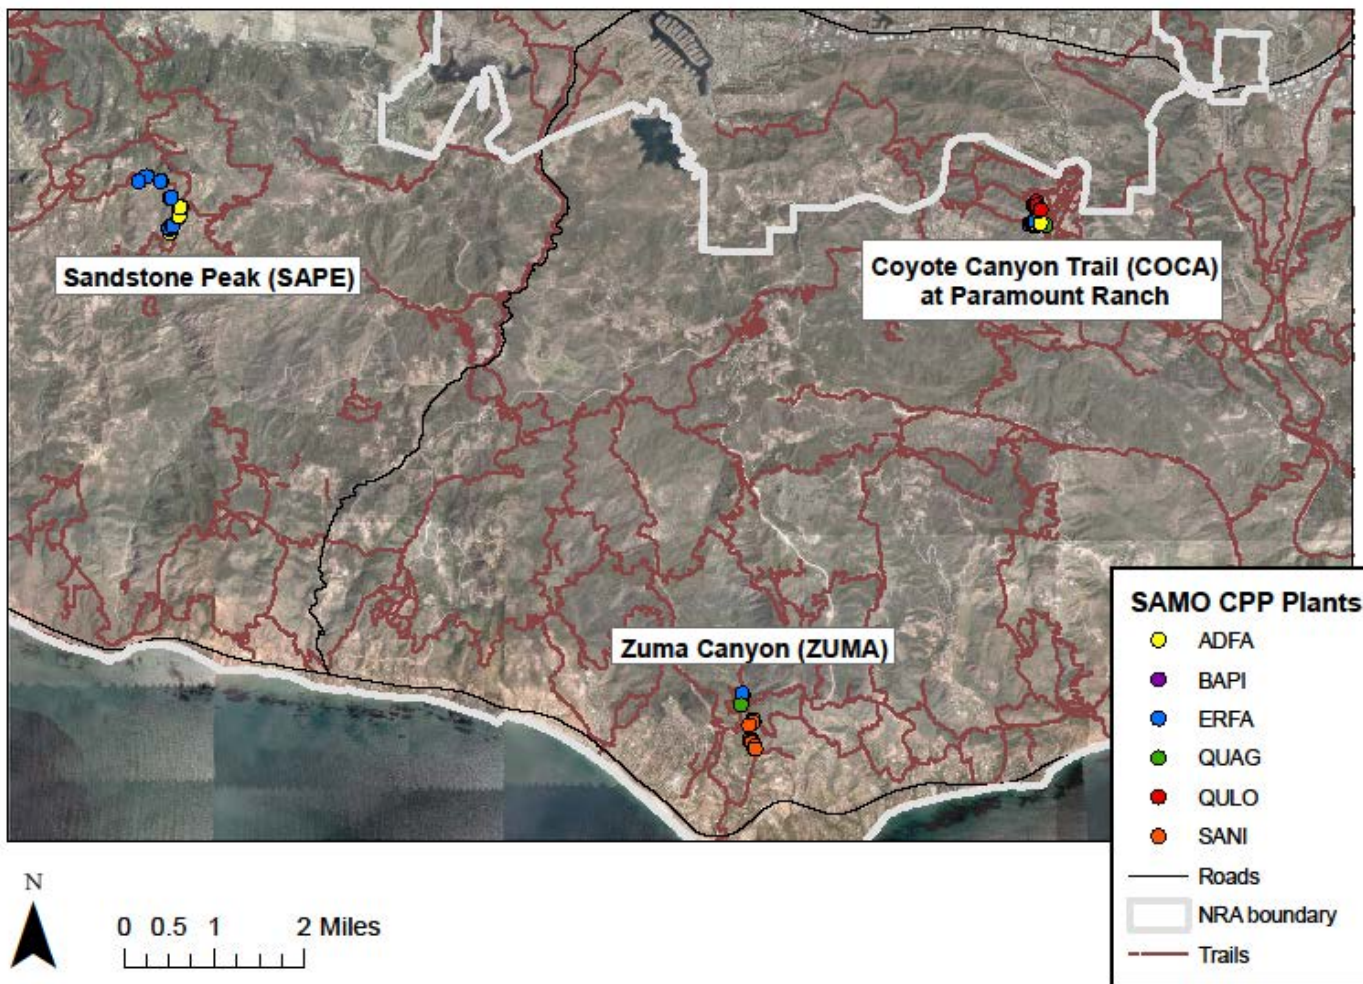 Sandstone Peak (SAPE)
Coyote Canyon Trail (COCA)
at Paramount Ranch
Zuma Canyon (ZUMA)
SAMO CPP Plants
ADFA
BAPI
ERFA
QUAG
QULO
SANI
Roads
NRA boundary
Trails
N
0 0.5 1 2 Miles